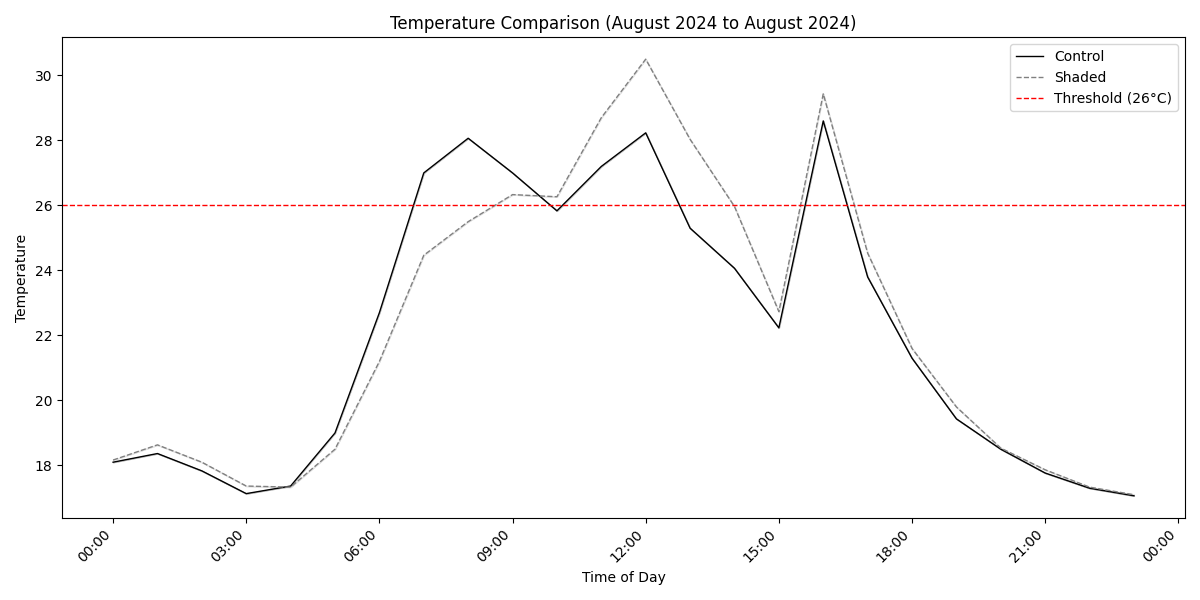 Temperature Comparison (August 2024 to August 2024)
Control
Shaded
Threshold (26°C)
Temperature
30
28
26
24
22
20
18
00:00
03:00
06:00
09:00
12:00
15:00
18:00
21:00
00:00
Time of Day